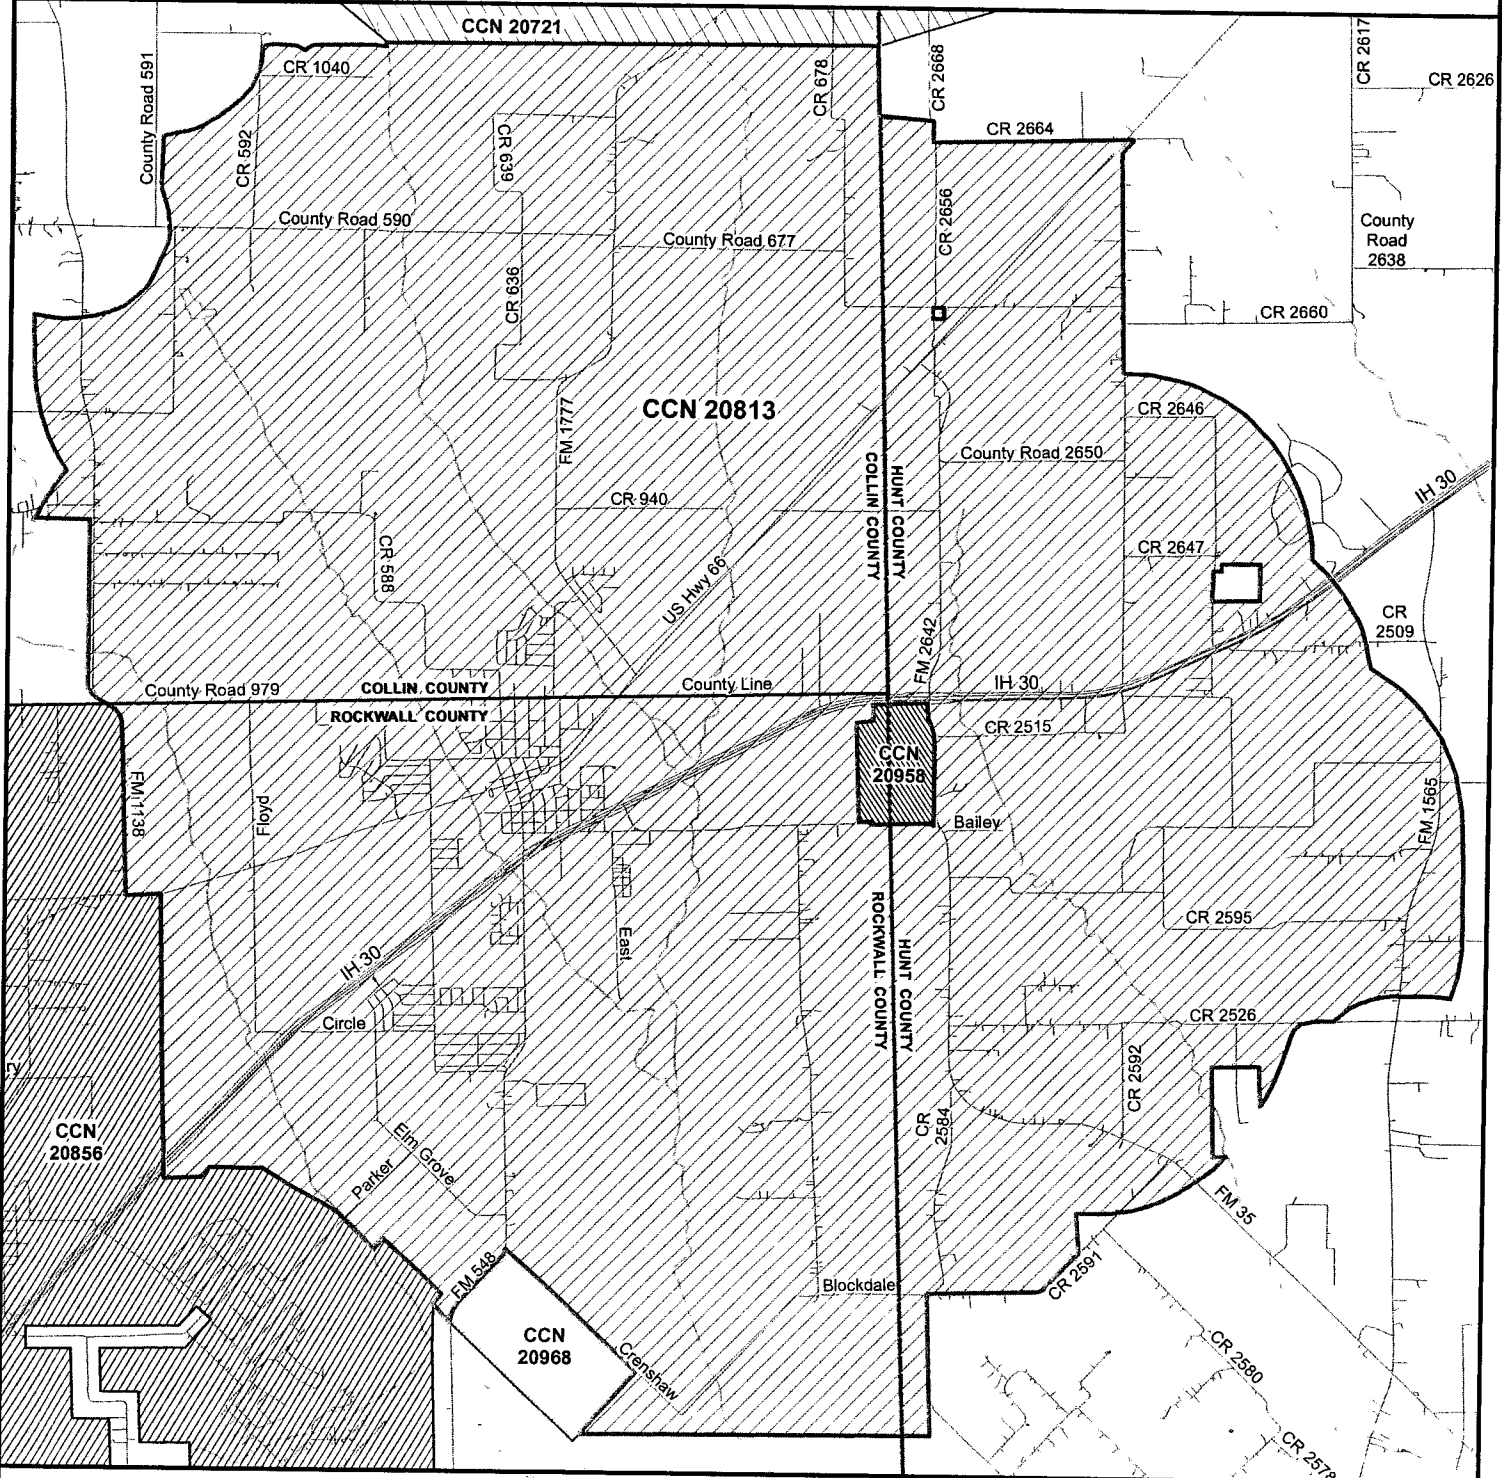 CCN 20721
County Road 591
CR 1040
CR 592
CR 639
CR 678
CR 2668
CR 2664
CR 2617
CR 2626
County Road 590
County Road 677
CR 2656
County
Road
2638
CR 636
CR 2660
CCN 20813
FM 1777
CR 2646
County Road 2650
COLLIN COUNTY
HUNT COUNTY
IH 30
CR 940
CR 588
US Hwy 66
CR 2647
CR
2509
FM 2642
County Road 979
COLLIN COUNTY
County Line
IH 30
ROCKWALL COUNTY
CR 2515
CCN
20958
FM 1138
Floyd
Bailey
FM 1565
East
CR 2595
ROCKWALL COUNTY
HUNT COUNTY
IH 30
Circle
CR 2526
ry
CR 2592
CCN
20856
CR
2584
Elm Grove
Parker
FM 35
FM 548
Blockdale
CR 2591
CCN
20968
Crenshaw
CR 2580
CR 2578